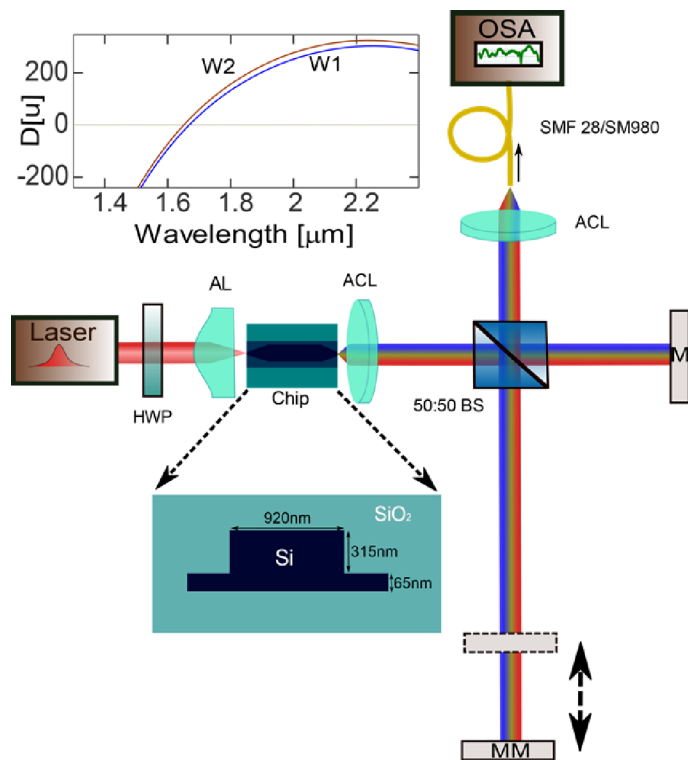 200
0
-200
D[u]
W2
W1
1.4
1.6
1.8
2
2.2
Wavelength [μm]
OSA
SMF 28/SM980
ACL
AL
ACL
Laser
HWP
Chip
50:50 BS
M
920nm
SiO2
Si
315nm
65nm
MM